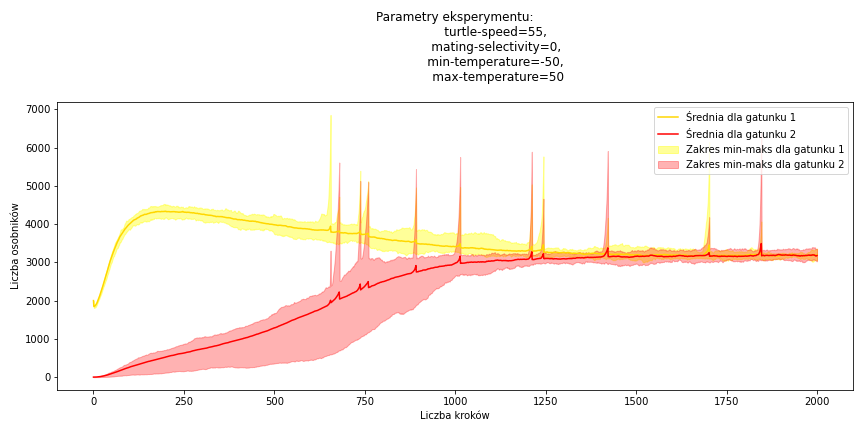 Parametry eksperymentu:
turtle-speed=55,
mating-selectivity=0,
min-temperature=-50,
max-temperature=50
7000
6000
5000
4000
3000
2000
1000
0
Liczba osobników
Średnia dla gatunku 1
Średnia dla gatunku 2
Zakres min-maks dla gatunku 1
Zakres min-maks dla gatunku 2
0 250 500 750 1000 1250 1500 1750 2000
Liczba kroków